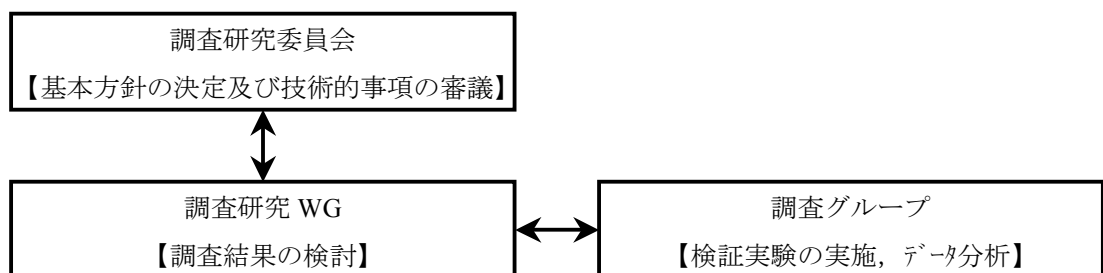 調査研究委員会
【基本方針の決定及び技術的事項の審議】
調査研究 WG
【調査結果の検討】
調査グループ
【検証実験の実施，ﾃﾞｰﾀ分析】